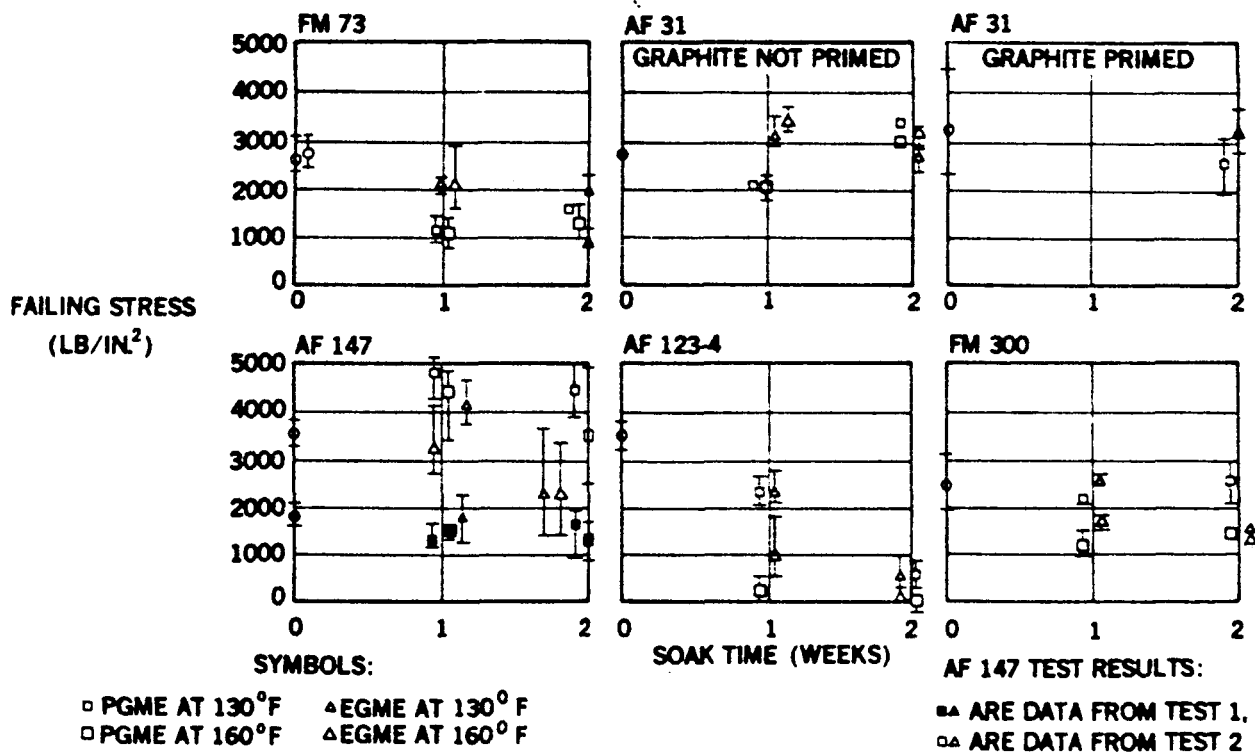 FM 73
AF 31
AF 31
5000
4000
3000
2000
1000
0
GRAPHITE NOT PRIMED
GRAPHITE PRIMED
0 1 2
0 1 2
0 1 2
FAILING STRESS
(LB/IN.²)
AF 147
AF 123-4
FM 300
5000
4000
3000
2000
1000
0
0 1 2
0 1 2
0 1 2
SOAK TIME (WEEKS)
SYMBOLS:
□ PGME AT 130°F △ EGME AT 130°F
□ PGME AT 160°F △ EGME AT 160°F
AF 147 TEST RESULTS:
■▲ ARE DATA FROM TEST 1,
□△ ARE DATA FROM TEST 2